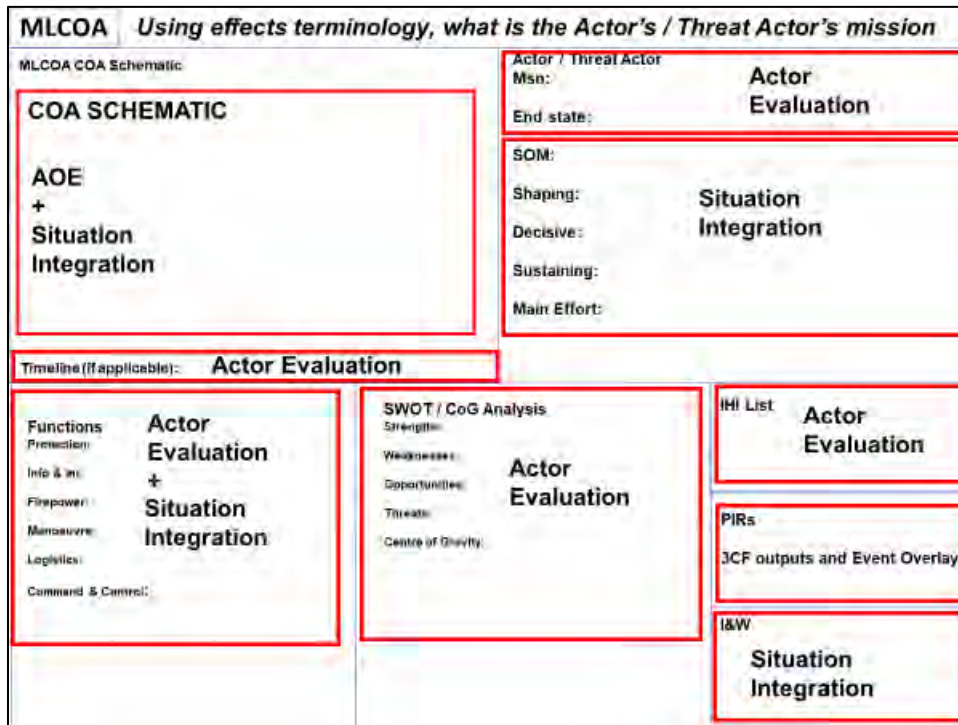 MLCOA Using effects terminology, what is the Actor's / Threat Actor's mission
MLCOA COA Schematic
COA SCHEMATIC
AOE
+
Situation
Integration
Actor / Threat Actor
Msn:
End state:
Actor
Evaluation
SOM:
Shaping:
Decisive:
Sustaining:
Main Effort:
Situation
Integration
Timeline (if applicable): Actor Evaluation
Functions
Protection:
Info & Int:
Firepower:
Manoeuvre:
Logistics:
Command & Control:
Actor
Evaluation
+
Situation
Integration
SWOT / CoG Analysis
Strengths:
Weaknesses:
Opportunities:
Threats:
Centre of Gravity:
Actor
Evaluation
IHI List
Actor
Evaluation
PIRs
3CF outputs and Event Overlay
I&W
Situation
Integration